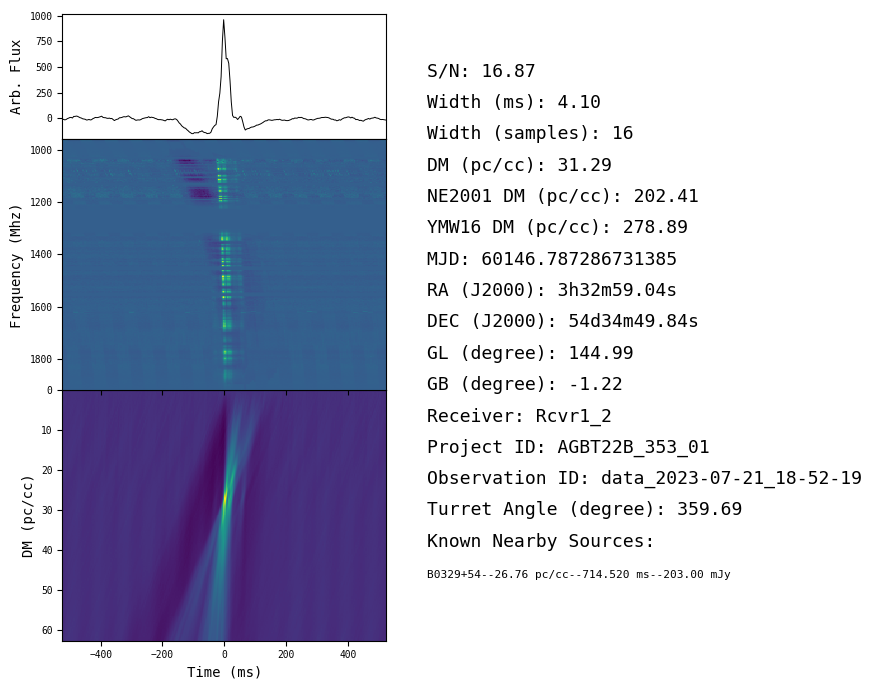 1000
750
500
250
0
Arb. Flux
1000
1200
1400
1600
1800
Frequency (Mhz)
0
10
20
30
40
50
60
DM (pc/cc)
−400
−200
0
200
400
Time (ms)
S/N: 16.87
Width (ms): 4.10
Width (samples): 16
DM (pc/cc): 31.29
NE2001 DM (pc/cc): 202.41
YMW16 DM (pc/cc): 278.89
MJD: 60146.787286731385
RA (J2000): 3h32m59.04s
DEC (J2000): 54d34m49.84s
GL (degree): 144.99
GB (degree): -1.22
Receiver: Rcvr1_2
Project ID: AGBT22B_353_01
Observation ID: data_2023-07-21_18-52-19
Turret Angle (degree): 359.69
Known Nearby Sources:
B0329+54--26.76 pc/cc--714.520 ms--203.00 mJy